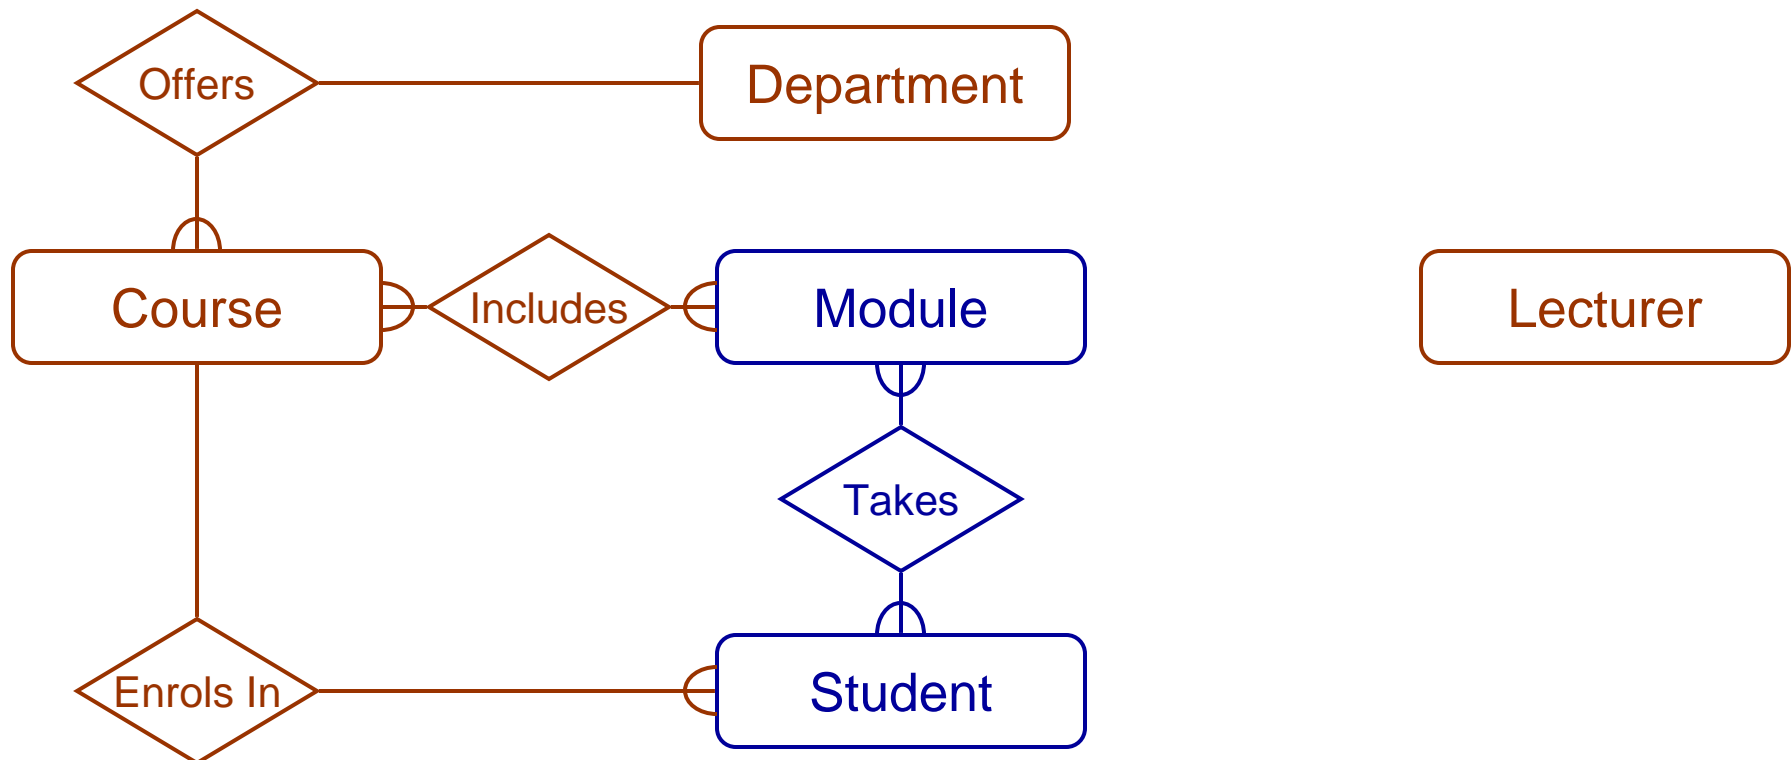 Offers
Department
Course
Includes
Module
Lecturer
Takes
Enrols In
Student